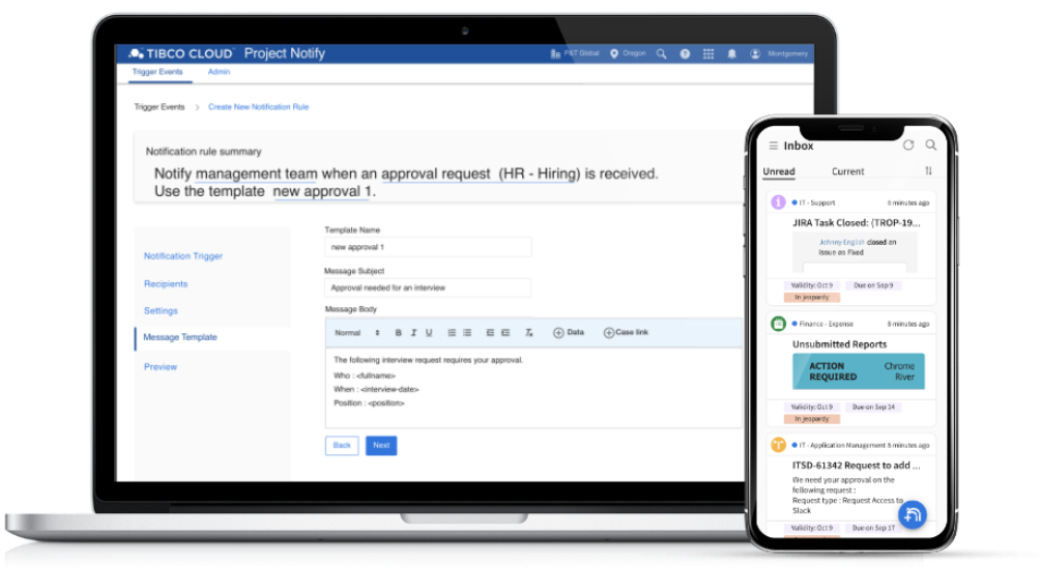 TIBCO CLOUD™ Project Notify
P&T Global Oregon Montgomery
Trigger Events Admin
Trigger Events > Create New Notification Rule
Notification rule summary
Notify management team when an approval request (HR - Hiring) is received.
Use the template new approval 1.
Notification Trigger
Recipients
Settings
Message Template
Preview
Template Name
new approval 1
Message Subject
Approval needed for an interview
Message Body
Normal B I U Data Case link
The following interview request requires your approval.
Who : <fullname>
When : <interview-date>
Position : <position>
Back Next
Inbox
Unread Current
IT - Support 8 minutes ago
JIRA Task Closed: (TROP-19...
Johnny English closed an
Issue as Fixed
Validity: Oct 9 Due on Sep 9
In jeopardy
Finance - Expense 8 minutes ago
Unsubmitted Reports
ACTION
REQUIRED
Chrome
River
Validity: Oct 9 Due on Sep 14
In jeopardy
IT - Application Management 8 minutes ago
ITSD-61342 Request to add ...
We need your approval on the
following request :
Request type : Request Access to
Slack
Validity: Oct 9 Due on Sep 17